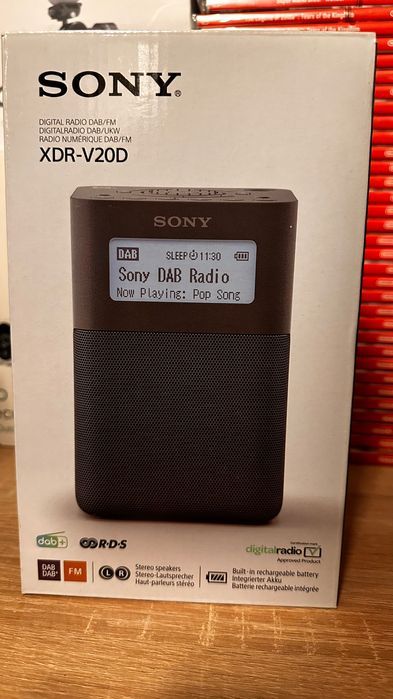 SONY®
DIGITAL RADIO DAB/FM
DIGITALRADIO DAB/UKW
RADIO NUMÉRIQUE DAB/FM
XDR-V20D
SONY
DAB SLEEP 11:30
Sony DAB Radio
Now Playing: Pop Song
dab+ R·D·S
Certification mark
digitalradio
Approved Product
DAB
DAB+
FM
L R
Stereo speakers
Stereo-Lautsprecher
Haut-parleurs stéréo
Built-in rechargeable battery
Integrierter Akku
Batterie rechargeable intégrée